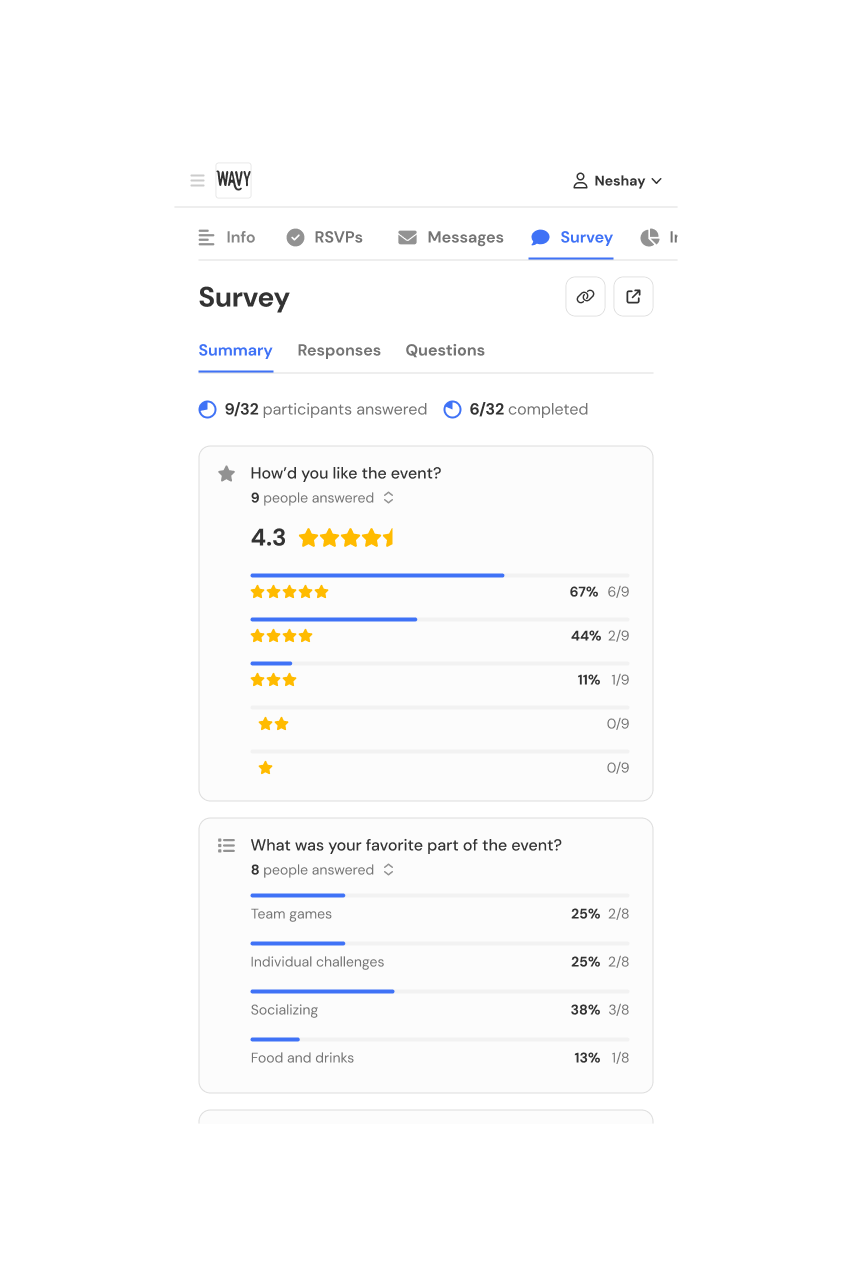 WAVY
Neshay
Info RSVPs Messages Survey In
Survey
Summary Responses Questions
9/32 participants answered 6/32 completed
How’d you like the event?
9 people answered
4.3
67% 6/9
44% 2/9
11% 1/9
0/9
0/9
What was your favorite part of the event?
8 people answered
Team games 25% 2/8
Individual challenges 25% 2/8
Socializing 38% 3/8
Food and drinks 13% 1/8